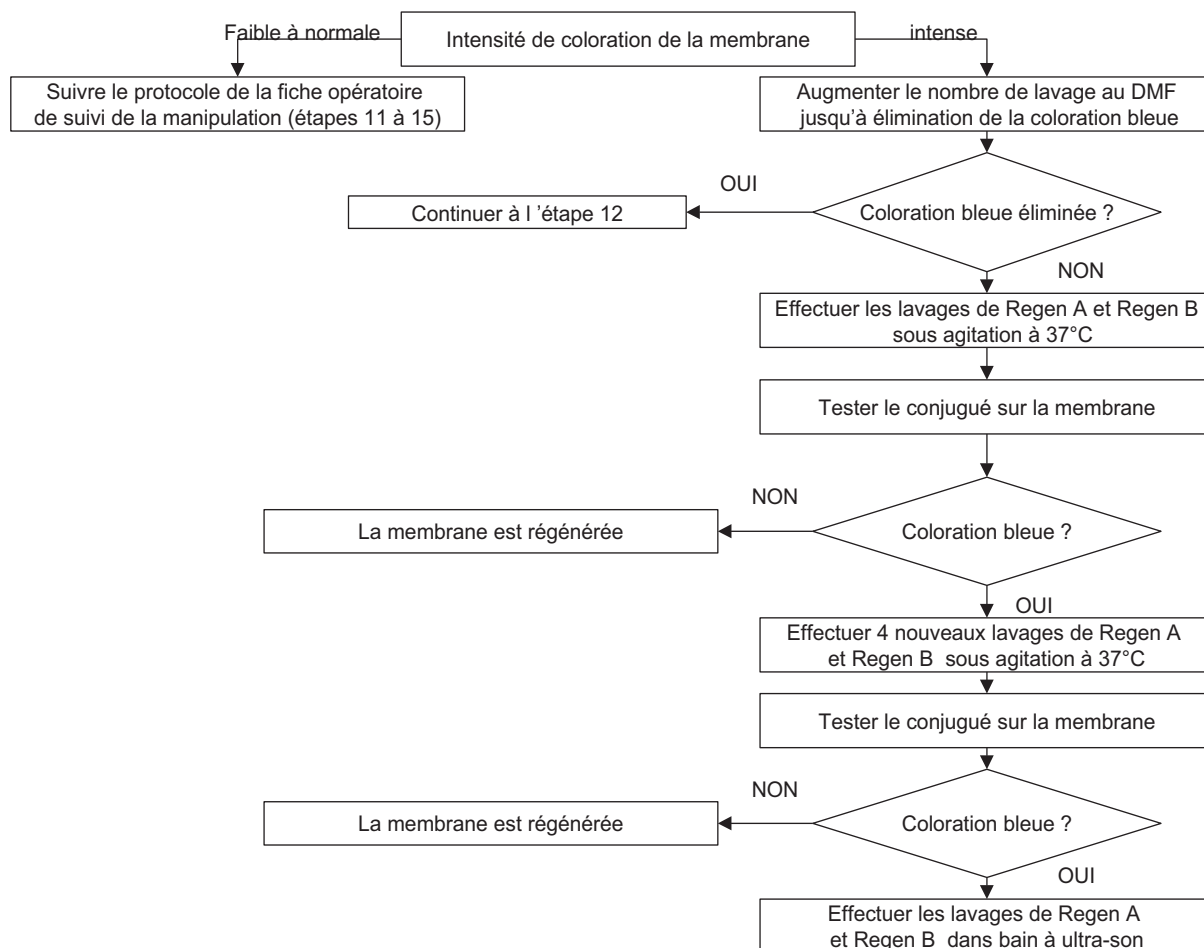 Faible à normale
Intensité de coloration de la membrane
intense
Suivre le protocole de la fiche opératoire
de suivi de la manipulation (étapes 11 à 15)
Augmenter le nombre de lavage au DMF
jusqu'à élimination de la coloration bleue
OUI
Continuer à l 'étape 12
Coloration bleue éliminée ?
NON
Effectuer les lavages de Regen A et Regen B
sous agitation à 37°C
Tester le conjugué sur la membrane
NON
La membrane est régénérée
Coloration bleue ?
OUI
Effectuer 4 nouveaux lavages de Regen A
et Regen B sous agitation à 37°C
Tester le conjugué sur la membrane
NON
La membrane est régénérée
Coloration bleue ?
OUI
Effectuer les lavages de Regen A
et Regen B dans bain à ultra-son